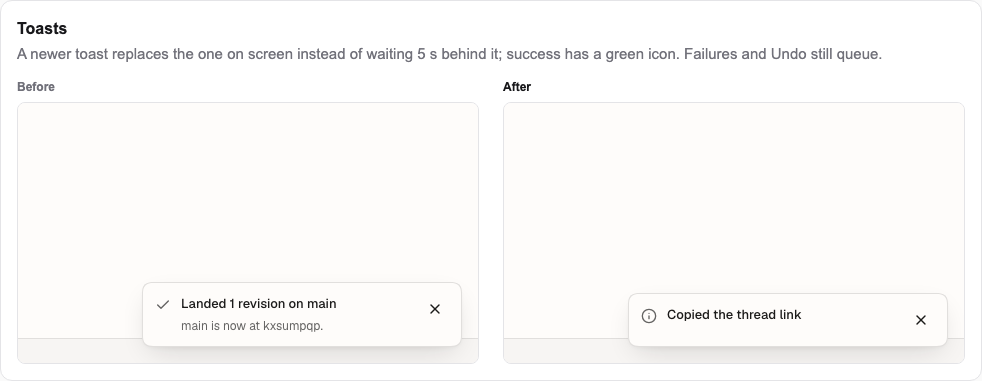 Toasts
A newer toast replaces the one on screen instead of waiting 5 s behind it; success has a green icon. Failures and Undo still queue.
Before
After
Landed 1 revision on main
main is now at kxsumpqp.
Copied the thread link